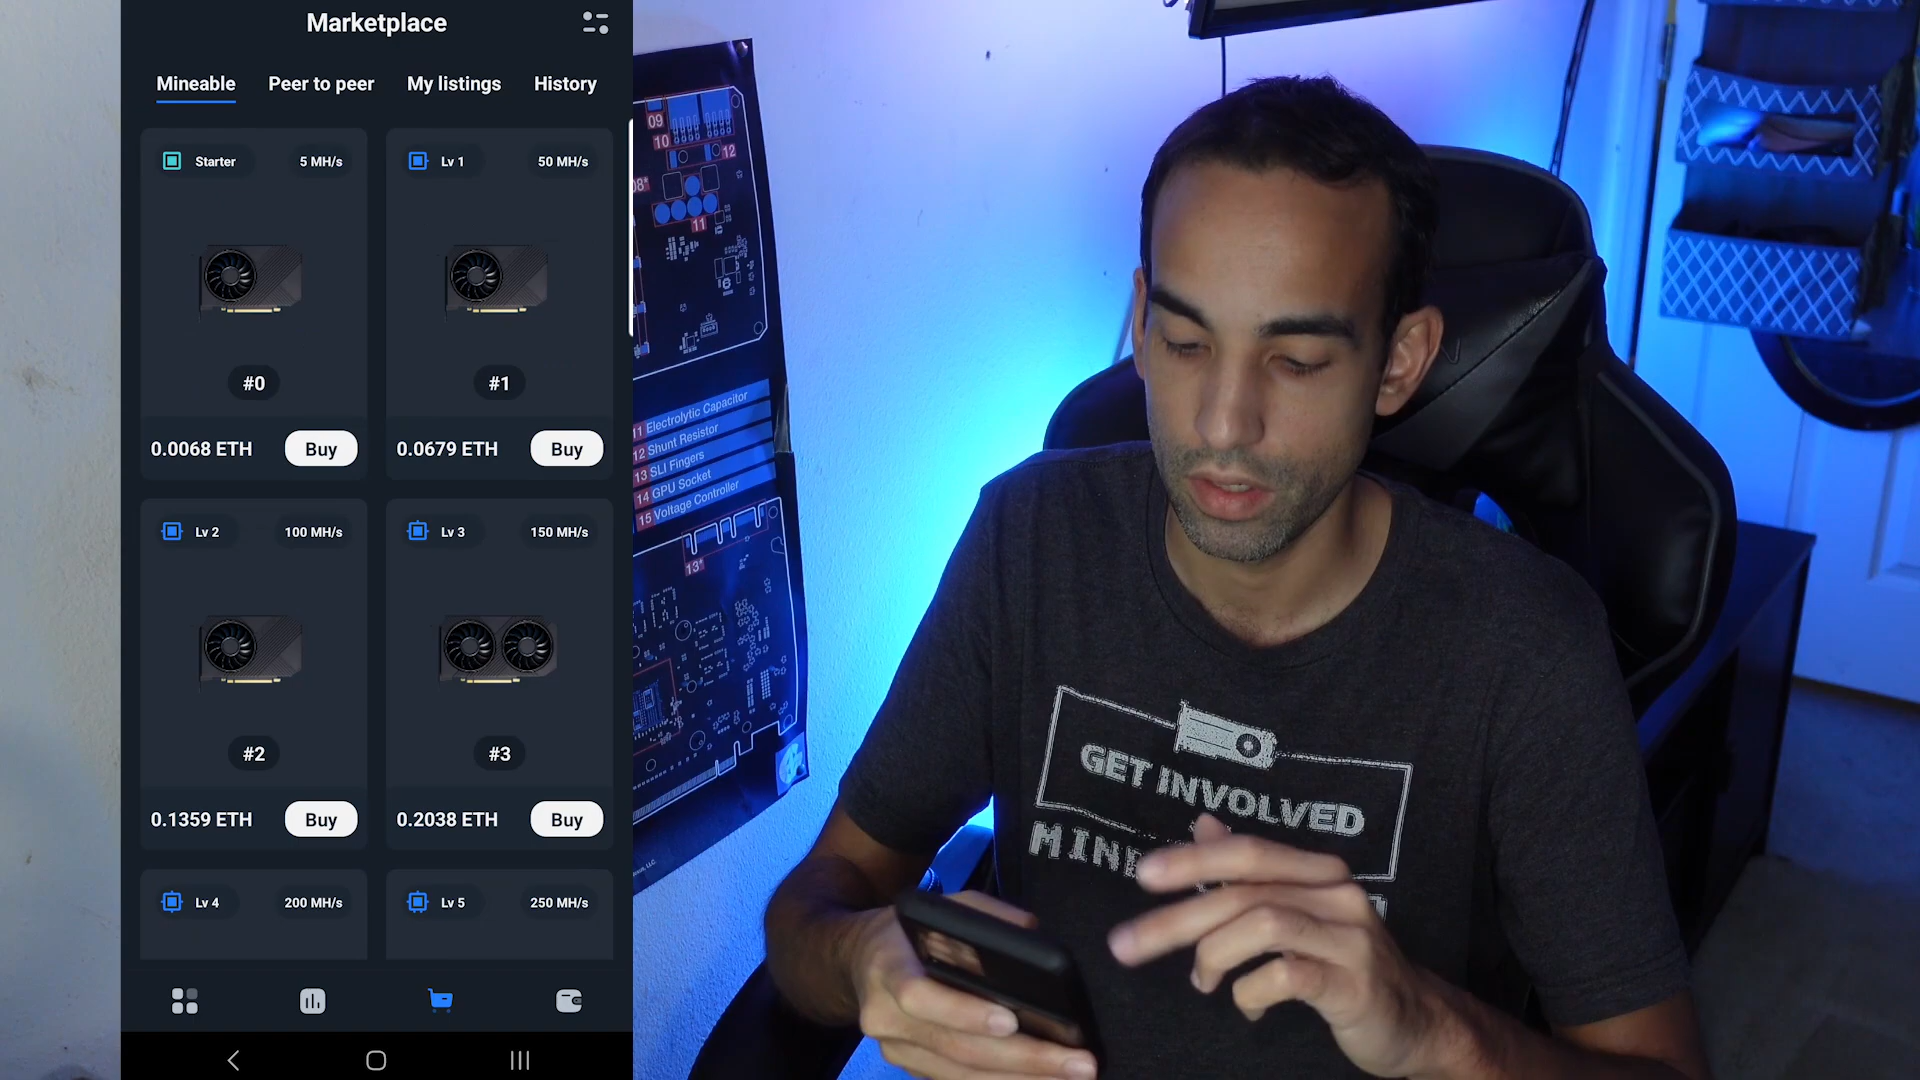 Marketplace
Mineable Peer to peer My listings History
Starter 5 MH/s
Lv 1 50 MH/s
#0
#1
0.0068 ETH Buy
0.0679 ETH Buy
Lv 2 100 MH/s
Lv 3 150 MH/s
#2
#3
0.1359 ETH Buy
0.2038 ETH Buy
Lv 4 200 MH/s
Lv 5 250 MH/s
09
10
12
11
11 Electrolytic Capacitor
12 Shunt Resistor
13 SLI Fingers
14 GPU Socket
15 Voltage Controller
13*
GET INVOLVED